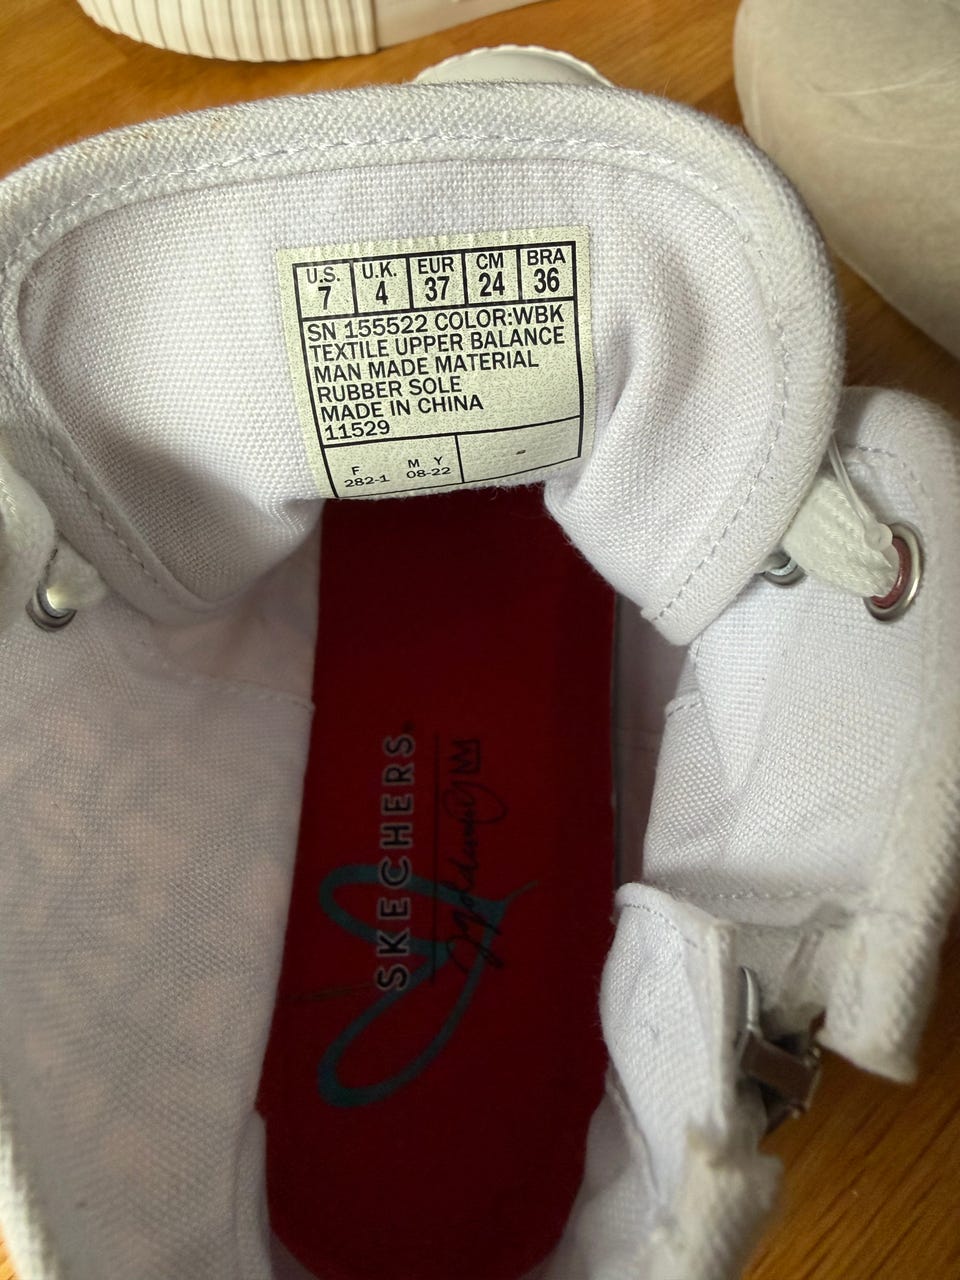 U.S. U.K. EUR CM BRA
7 4 37 24 36
SN 155522 COLOR:WBK
TEXTILE UPPER BALANCE
MAN MADE MATERIAL
RUBBER SOLE
MADE IN CHINA
11529
F M Y
282-1 08-22
SKECHERS